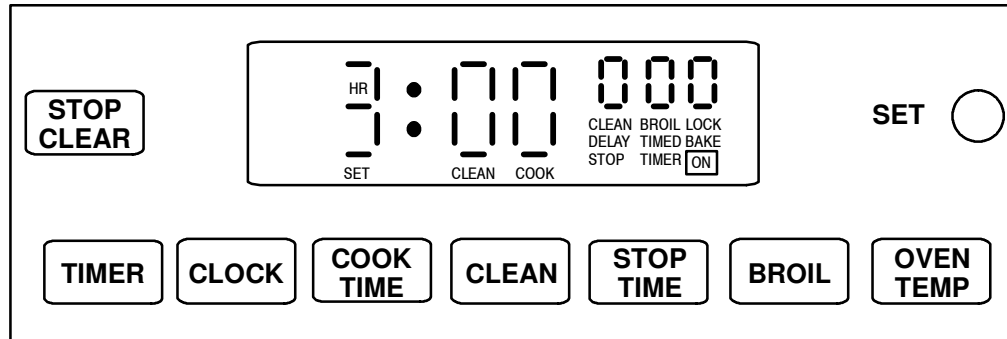 STOP
CLEAR
HR
3:00
000
CLEAN BROIL LOCK
DELAY TIMED BAKE
STOP TIMER ON
SET CLEAN COOK
SET
TIMER
CLOCK
COOK
TIME
CLEAN
STOP
TIME
BROIL
OVEN
TEMP